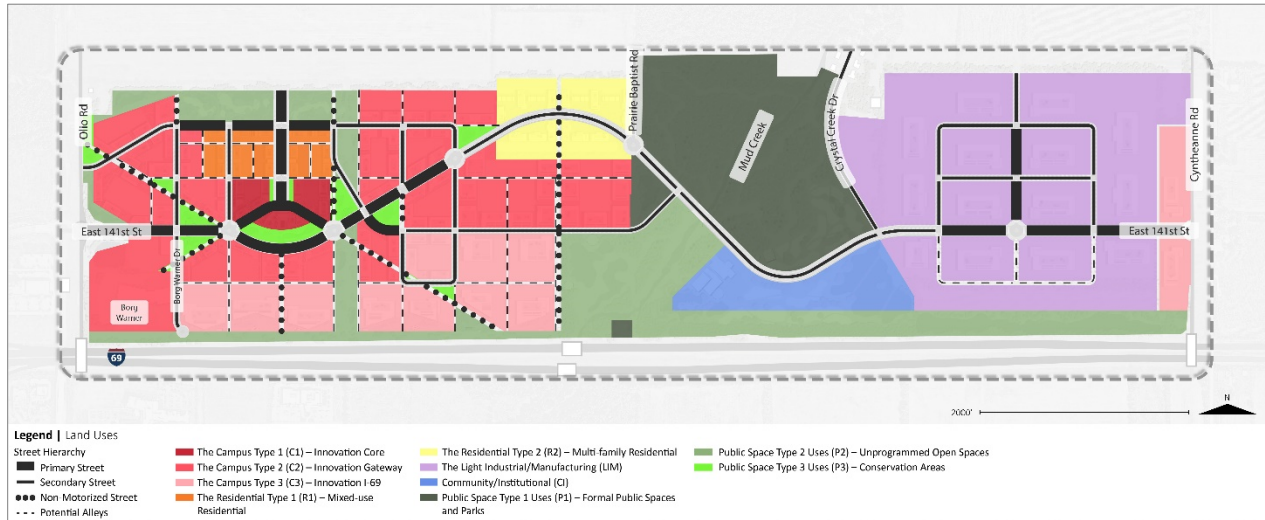 Olio Rd
Prairie Baptist Rd
Mud Creek
Crystal Creek Dr
Cyntheanne Rd
East 141st St
East 141st St
Borg Warner Dr
Borg
Warner
69
2000'
N
Legend | Land Uses
Street Hierarchy
Primary Street
Secondary Street
Non-Motorized Street
Potential Alleys
The Campus Type 1 (C1) – Innovation Core
The Campus Type 2 (C2) – Innovation Gateway
The Campus Type 3 (C3) – Innovation I-69
The Residential Type 1 (R1) – Mixed-use
Residential
The Residential Type 2 (R2) – Multi-family Residential
The Light Industrial/Manufacturing (LIM)
Community/Institutional (CI)
Public Space Type 1 Uses (P1) – Formal Public Spaces
and Parks
Public Space Type 2 Uses (P2) – Unprogrammed Open Spaces
Public Space Type 3 Uses (P3) – Conservation Areas